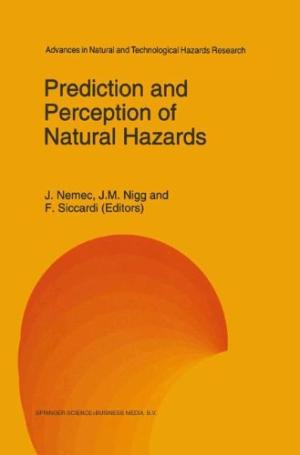 Advances in Natural and Technological Hazards Research
Prediction and
Perception of
Natural Hazards
J. Nemec, J.M. Nigg and
F. Siccardi (Editors)
SPRINGER SCIENCE+BUSINESS MEDIA, B.V.